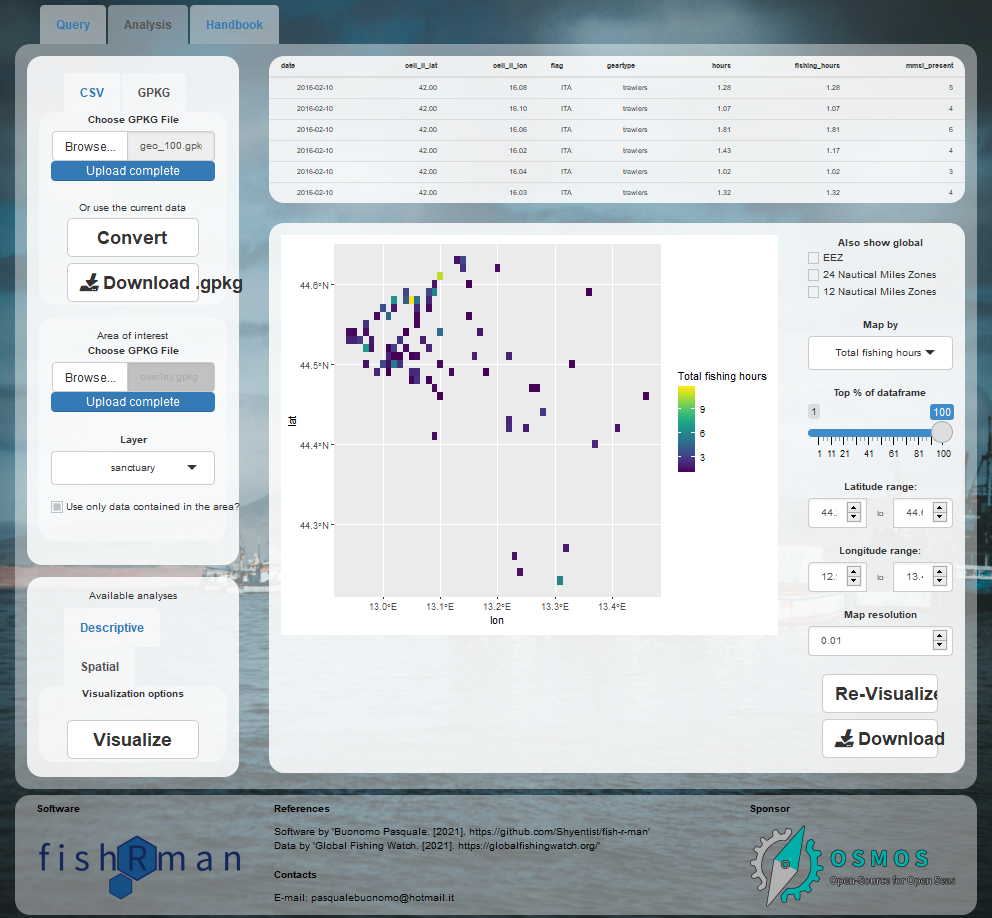 Query Analysis Handbook
CSV GPKG
Choose GPKG File
Browse... geo_100.gpk
Upload complete
Or use the current data
Convert
Download .gpkg
Area of interest
Choose GPKG File
Browse... overlay.gpkg
Upload complete
Layer
sanctuary
Use only data contained in the area?
Available analyses
Descriptive
Spatial
Visualization options
Visualize
date cell_ll_lat cell_ll_lon flag geartype hours fishing_hours mmsi_present
2016-02-10 42.00 16.08 ITA trawlers 1.28 1.28 5
2016-02-10 42.00 16.10 ITA trawlers 1.07 1.07 4
2016-02-10 42.00 16.06 ITA trawlers 1.81 1.81 6
2016-02-10 42.00 16.02 ITA trawlers 1.43 1.17 4
2016-02-10 42.00 16.04 ITA trawlers 1.02 1.02 3
2016-02-10 42.00 16.03 ITA trawlers 1.32 1.32 4
44.6°N
44.5°N
44.4°N
44.3°N
lat
13.0°E 13.1°E 13.2°E 13.3°E 13.4°E
lon
Total fishing hours
9
6
3
Also show global
EEZ
24 Nautical Miles Zones
12 Nautical Miles Zones
Map by
Total fishing hours
Top % of dataframe
1 100
1 11 21 41 61 81 100
Latitude range:
44. to 44.
Longitude range:
12. to 13.
Map resolution
0.01
Re-Visualize
Download
Software
fishRman
References
Software by 'Buonomo Pasquale. [2021]. https://github.com/Shyentist/fish-r-man'
Data by 'Global Fishing Watch. [2021]. https://globalfishingwatch.org/'
Contacts
E-mail: pasqualebuonomo@hotmail.it
Sponsor
OSMOS
Open-Source for Open Seas